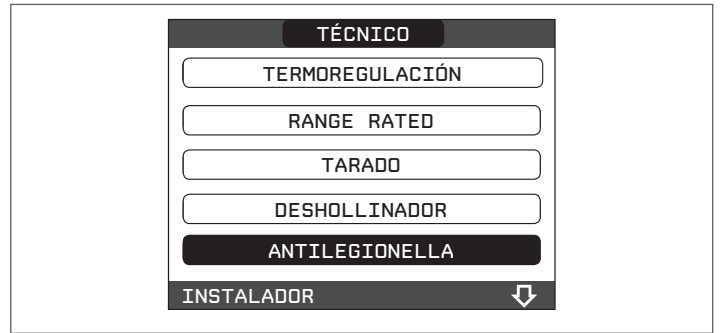 TÉCNICO
TERMOREGULACIÓN
RANGE RATED
TARADO
DESHOLLINADOR
ANTILEGIONELLA
INSTALADOR